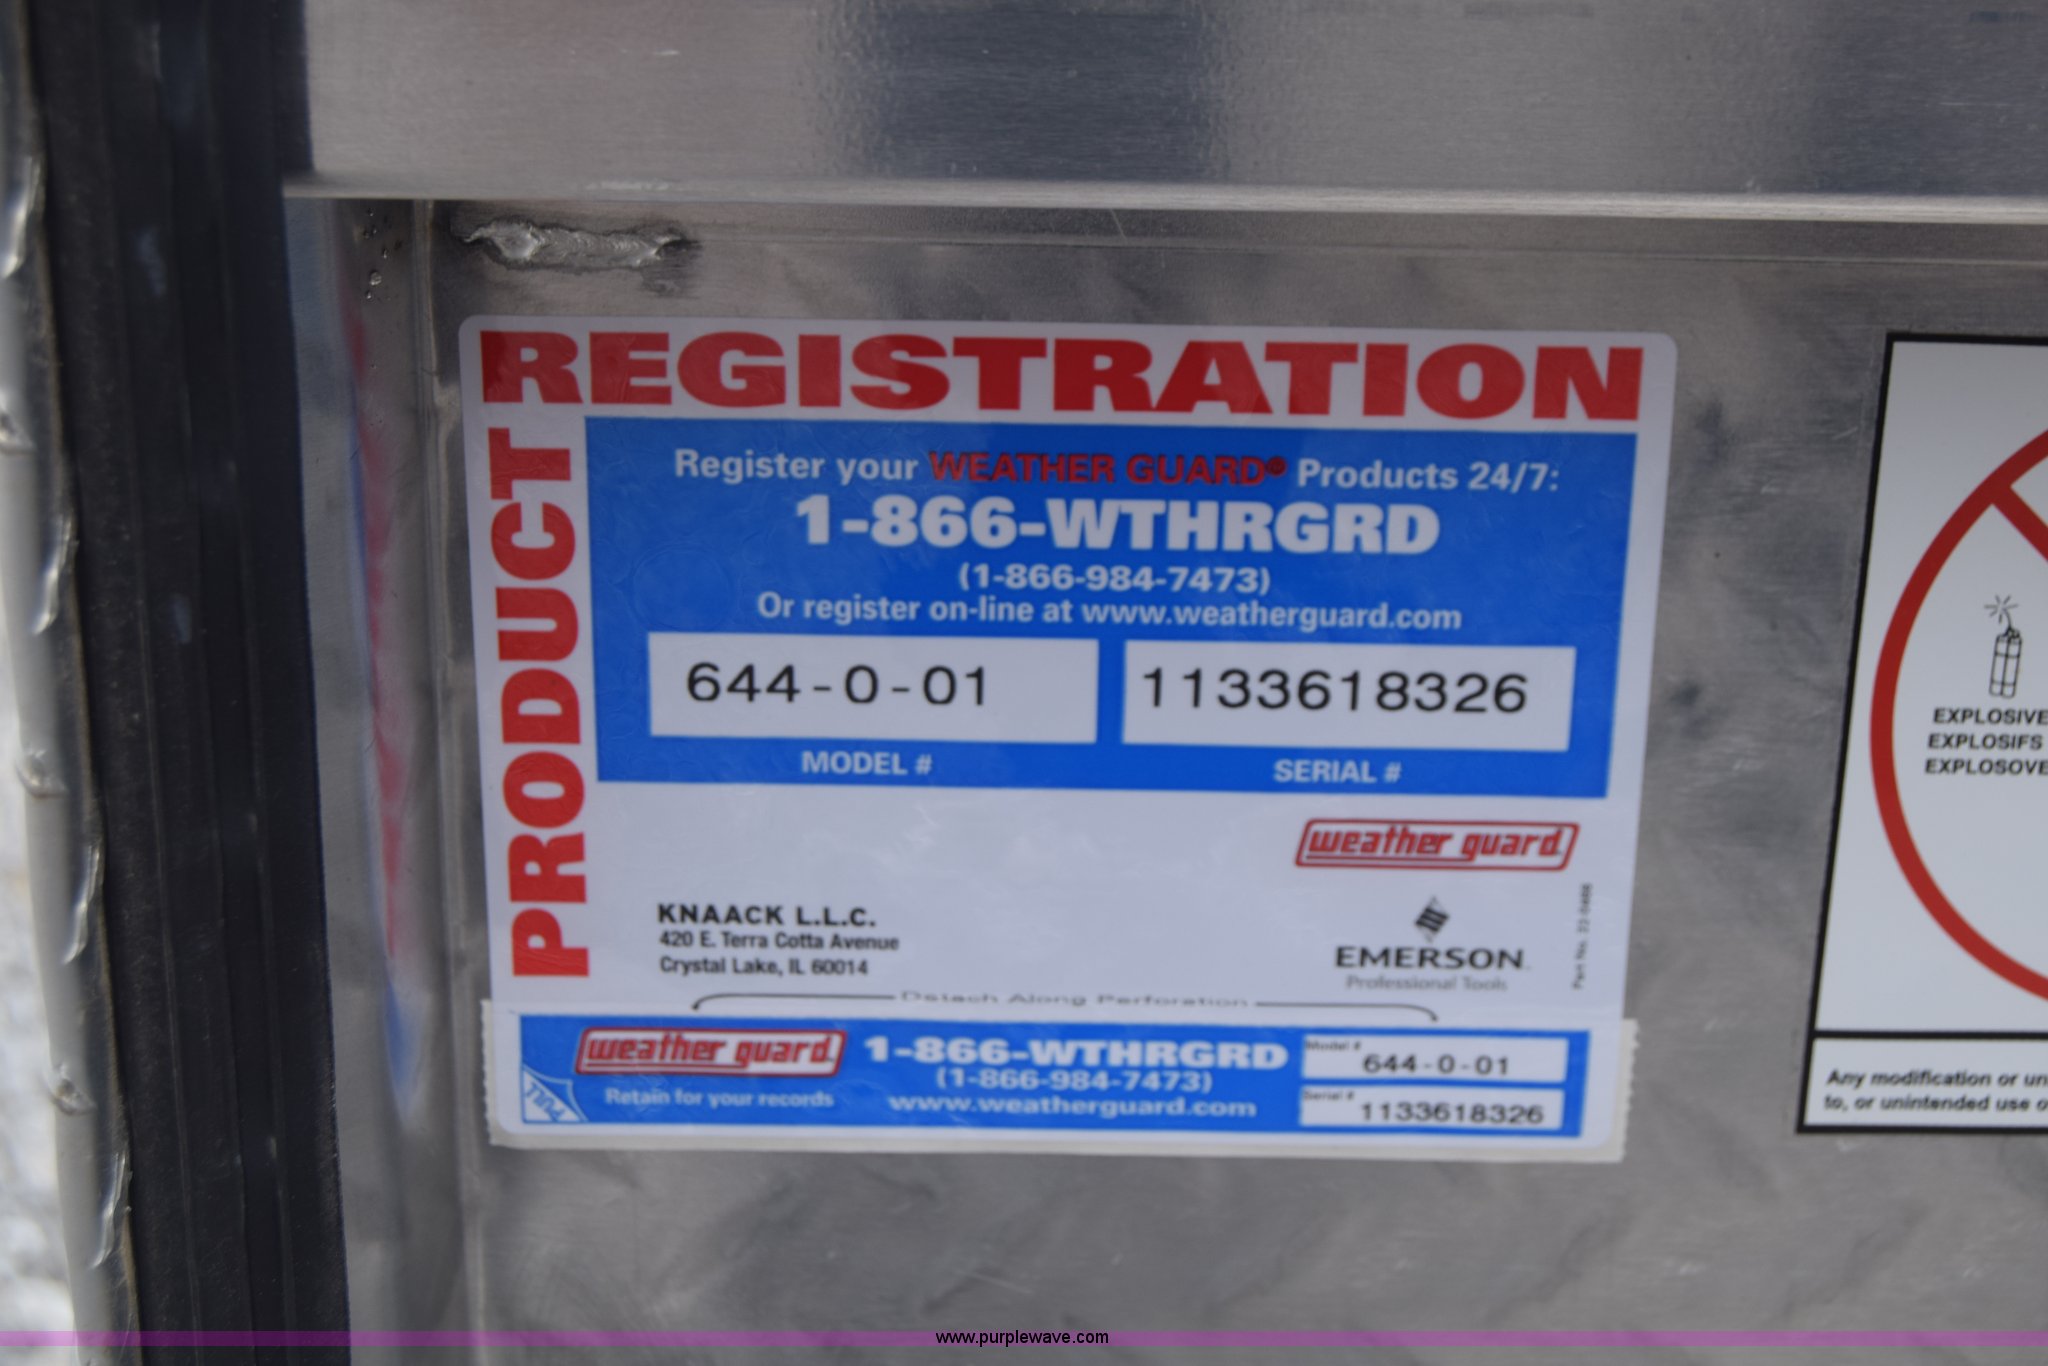 PRODUCT REGISTRATION
Register your WEATHER GUARD® Products 24/7:
1-866-WTHRGRD
(1-866-984-7473)
Or register on-line at www.weatherguard.com
644-0-01
1133618326
MODEL #
SERIAL #
weather guard
KNAACK L.L.C.
420 E. Terra Cotta Avenue
Crystal Lake, IL 60014
EMERSON
Professional Tools
Part No.
Detach Along Perforation
weather guard
Retain for your records
PULL
1-866-WTHRGRD
(1-866-984-7473)
www.weatherguard.com
Model #
644-0-01
Serial #
1133618326
EXPLOSIVE
EXPLOSIFS
EXPLOSOVE
Any modification or un
to, or unintended use o
www.purplewave.com